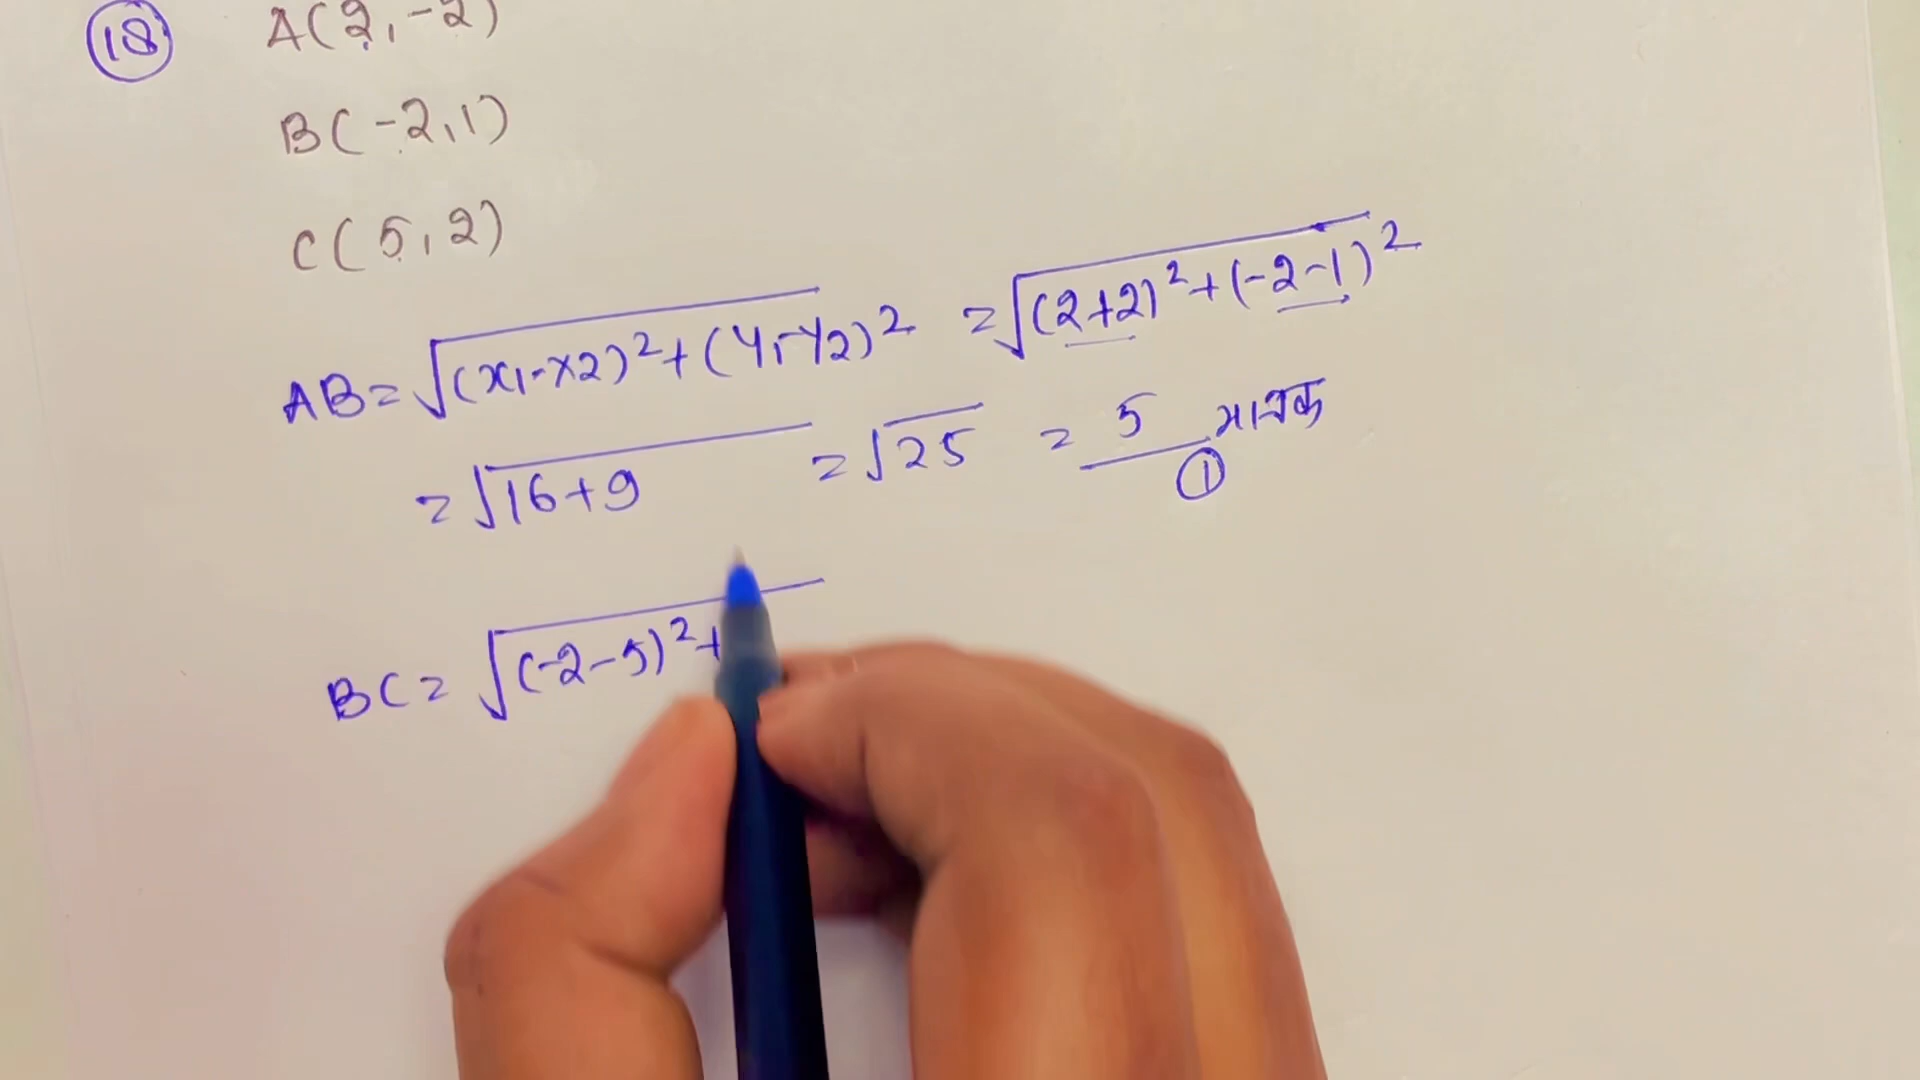 (18) A(2,-2)
B(-2,1)
C(5,2)
AB = √(x1-x2)² + (y1-y2)² = √(2+2)² + (-2-1)²
= √16+9 = √25 = 5 मात्रक
①
BC = √(-2-5)² +